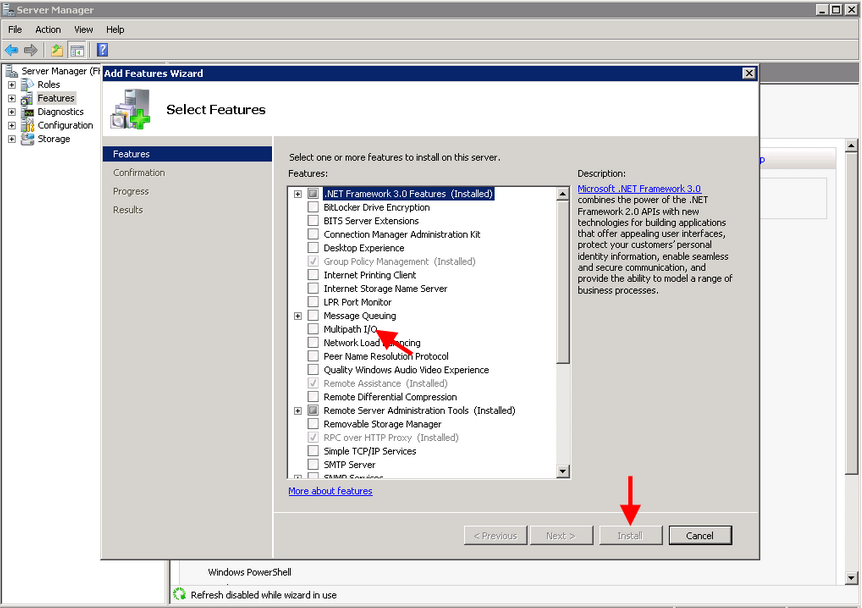 Server Manager
File Action View Help
Server Manager (F
Roles
Features
Diagnostics
Configuration
Storage
Add Features Wizard
Select Features
Features
Confirmation
Progress
Results
Select one or more features to install on this server.
Features:
.NET Framework 3.0 Features (Installed)
BitLocker Drive Encryption
BITS Server Extensions
Connection Manager Administration Kit
Desktop Experience
Group Policy Management (Installed)
Internet Printing Client
Internet Storage Name Server
LPR Port Monitor
Message Queuing
Multipath I/O
Network Load Balancing
Peer Name Resolution Protocol
Quality Windows Audio Video Experience
Remote Assistance (Installed)
Remote Differential Compression
Remote Server Administration Tools (Installed)
Removable Storage Manager
RPC over HTTP Proxy (Installed)
Simple TCP/IP Services
SMTP Server
SNMP Services
More about features
Description:
Microsoft .NET Framework 3.0
combines the power of the .NET
Framework 2.0 APIs with new
technologies for building applications
that offer appealing user interfaces,
protect your customers' personal
identity information, enable seamless
and secure communication, and
provide the ability to model a range of
business processes.
p
< Previous Next > Install Cancel
Windows PowerShell
Refresh disabled while wizard in use